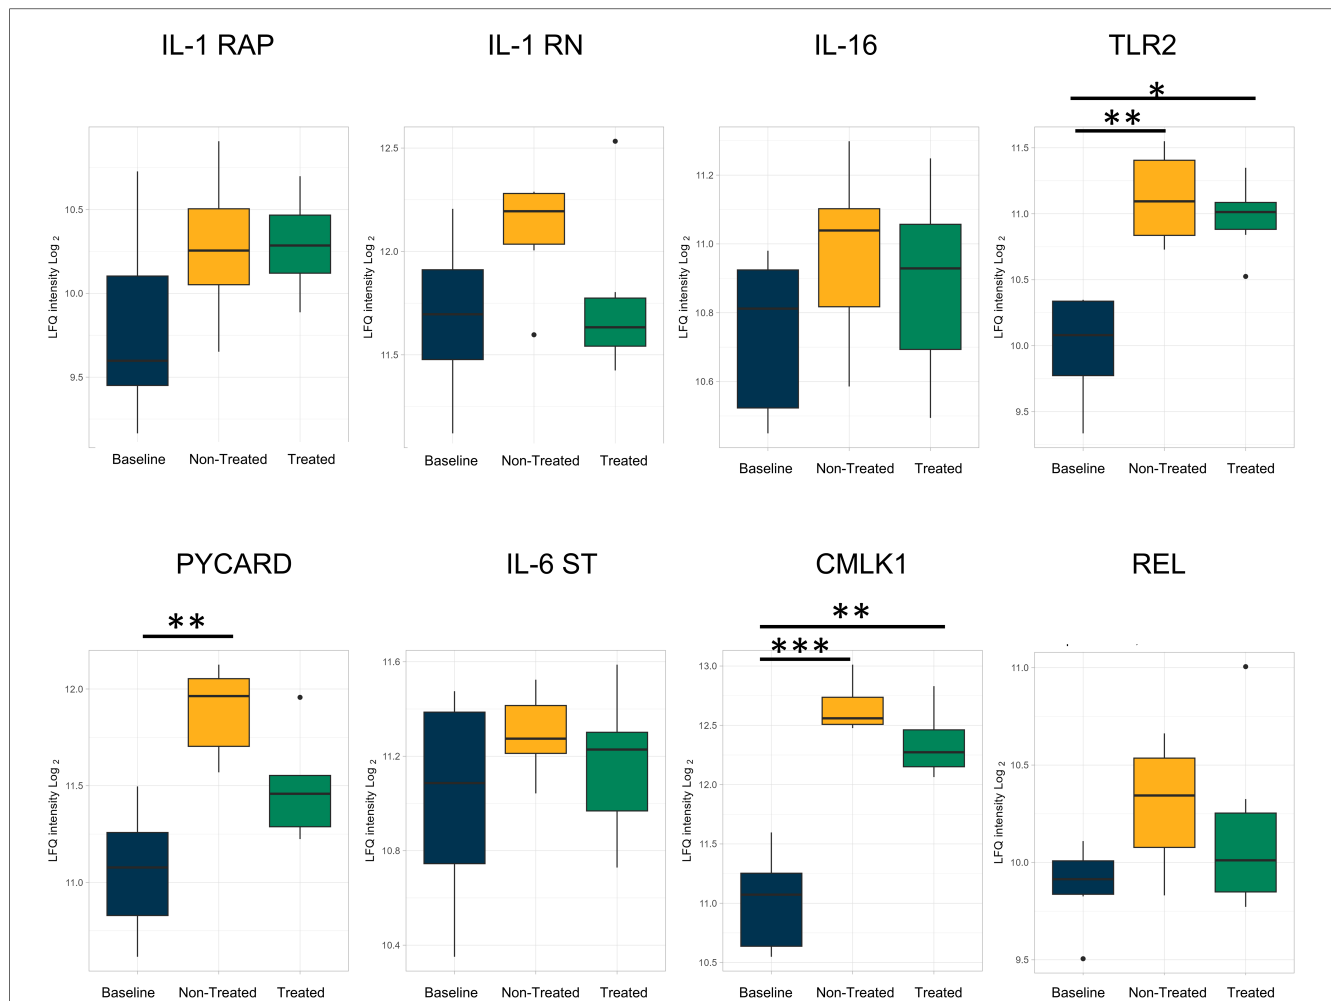 IL-1 RAP
IL-1 RN
IL-16
TLR2
*
**
LFQ intensity Log 2
10.5
10.0
9.5
Baseline
Non-Treated
Treated
LFQ intensity Log 2
12.5
12.0
11.5
Baseline
Non-Treated
Treated
LFQ intensity Log 2
11.2
11.0
10.8
10.6
Baseline
Non-Treated
Treated
LFQ intensity Log 2
11.5
11.0
10.5
10.0
9.5
Baseline
Non-Treated
Treated
PYCARD
IL-6 ST
CMLK1
REL
**
**
***
LFQ intensity Log 2
12.0
11.5
11.0
Baseline
Non-Treated
Treated
LFQ intensity Log 2
11.6
11.2
10.8
10.4
Baseline
Non-Treated
Treated
LFQ intensity Log 2
13.0
12.5
12.0
11.5
11.0
10.5
Baseline
Non-Treated
Treated
LFQ intensity Log 2
11.0
10.5
10.0
9.5
Baseline
Non-Treated
Treated